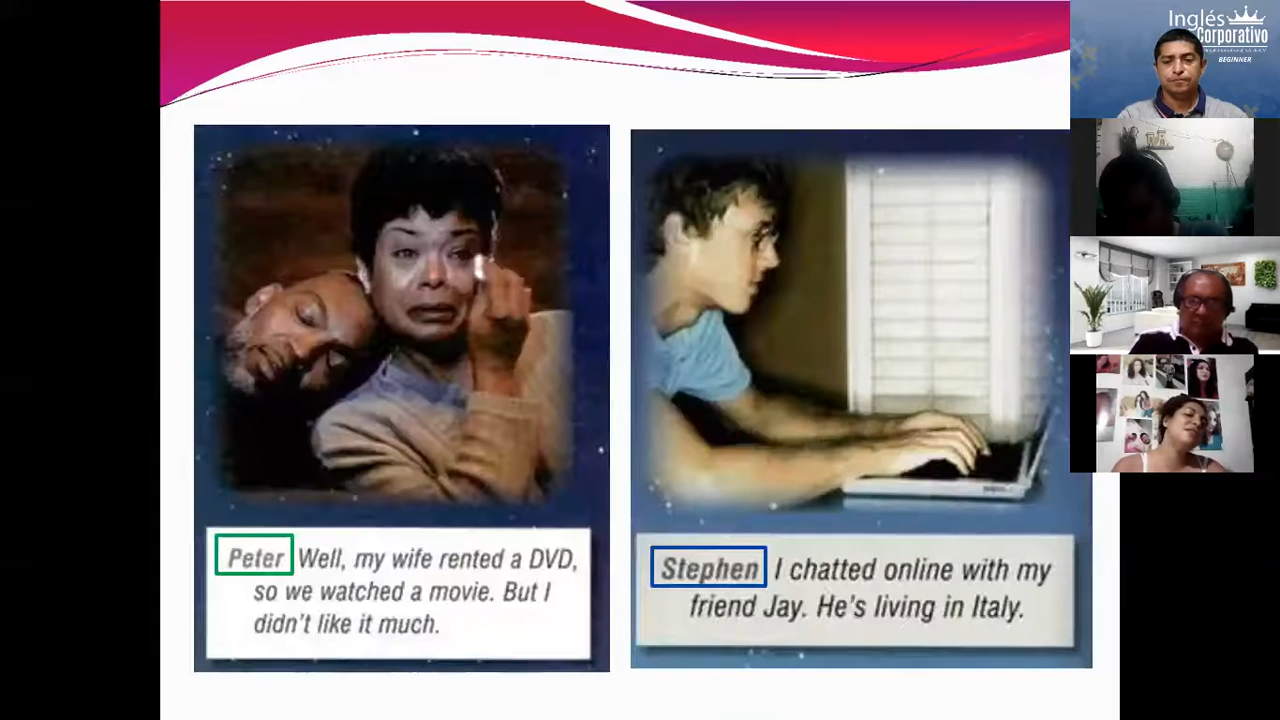 Inglés
Corporativo
BEGINNER
Peter Well, my wife rented a DVD,
so we watched a movie. But I
didn't like it much.
Stephen I chatted online with my
friend Jay. He's living in Italy.